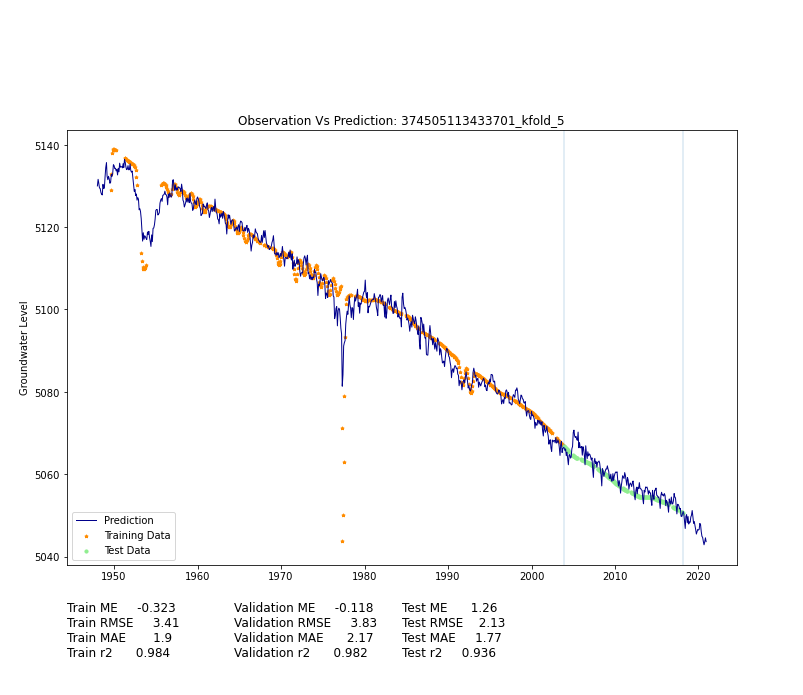 Observation Vs Prediction: 374505113433701_kfold_5
5140
5120
5100
5080
5060
5040
Groundwater Level
Prediction
Training Data
Test Data
1950 1960 1970 1980 1990 2000 2010 2020
Train ME -0.323 Validation ME -0.118 Test ME 1.26
Train RMSE 3.41 Validation RMSE 3.83 Test RMSE 2.13
Train MAE 1.9 Validation MAE 2.17 Test MAE 1.77
Train r2 0.984 Validation r2 0.982 Test r2 0.936